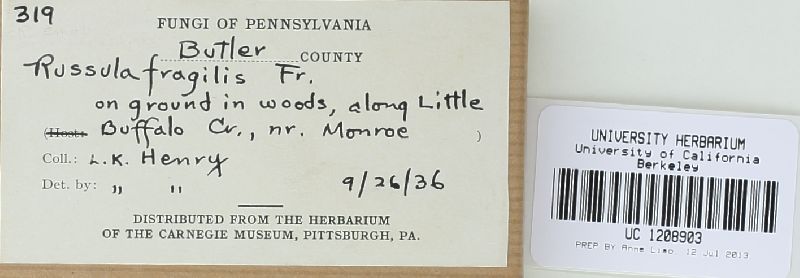 319
FUNGI OF PENNSYLVANIA
Butler COUNTY
Russula fragilis Fr.
on ground in woods, along Little
(Host: Buffalo Cr., nr. Monroe )
Coll.: L.K. Henry
Det. by: " " 9/26/36
DISTRIBUTED FROM THE HERBARIUM
OF THE CARNEGIE MUSEUM, PITTSBURGH, PA.
UNIVERSITY HERBARIUM
University of California
Berkeley
UC 1208903
PREP BY Anne Lieb. 12 Jul 2013